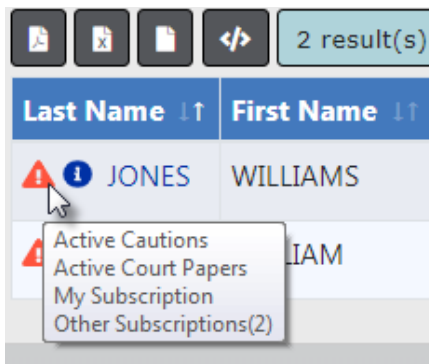 2 result(s)
Last Name First Name
JONES WILLIAMS
Active Cautions
Active Court Papers
My Subscription
Other Subscriptions(2)
LIAM